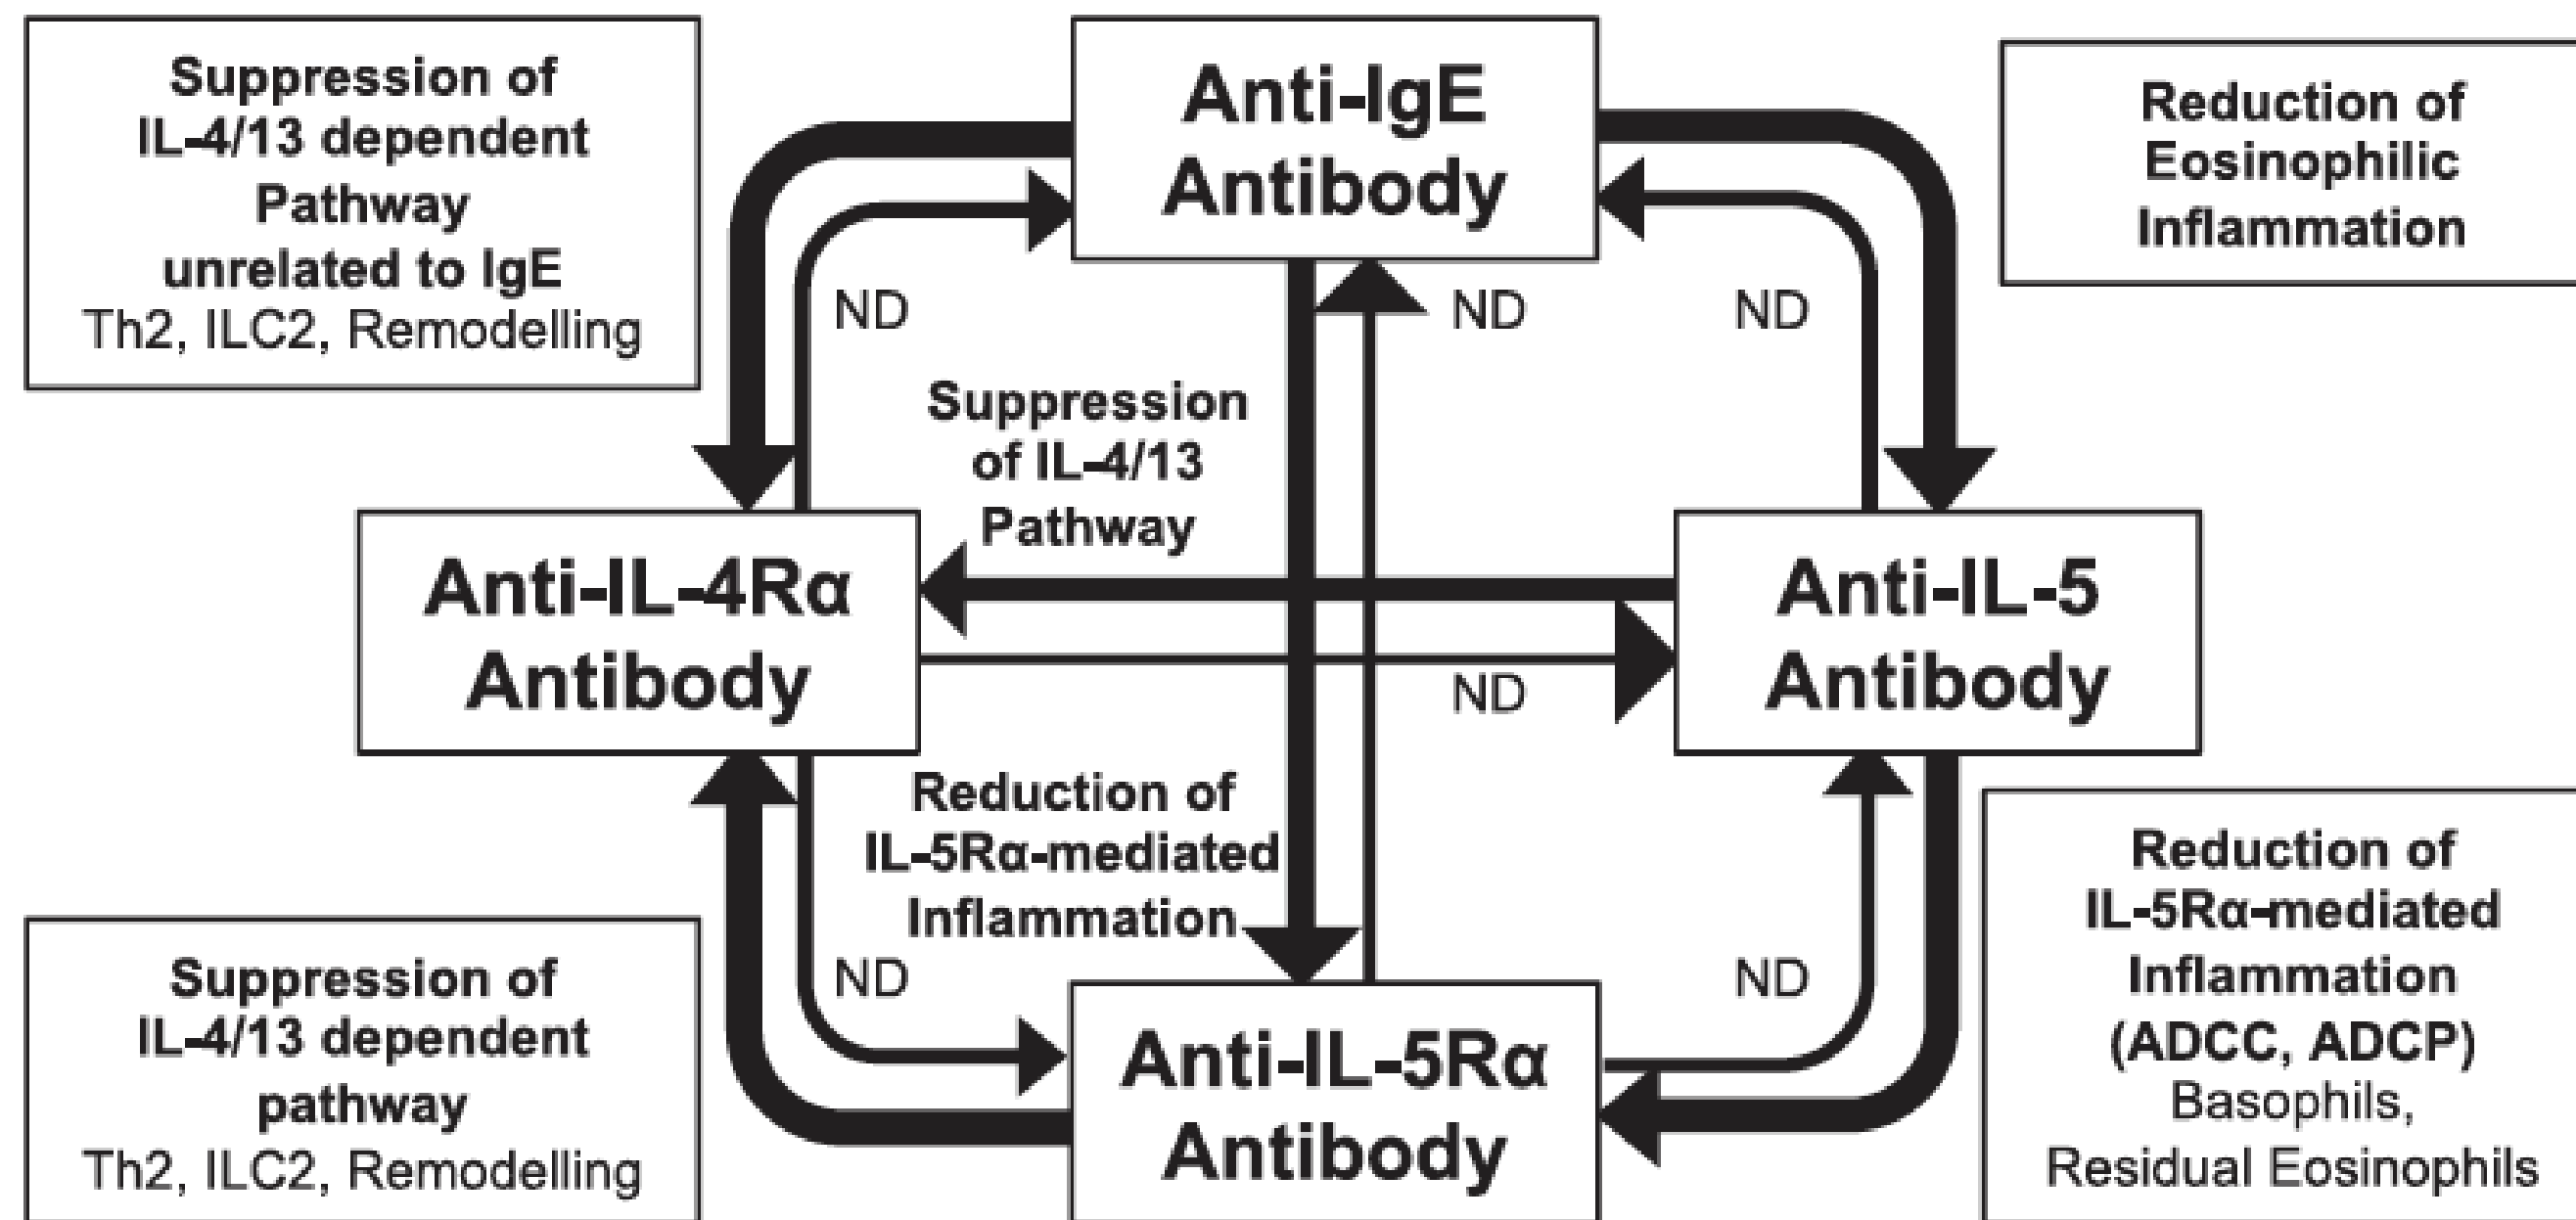 Suppression of
IL-4/13 dependent
Pathway
unrelated to IgE
Th2, ILC2, Remodelling
Anti-IgE
Antibody
Reduction of
Eosinophilic
Inflammation
ND
ND
ND
Suppression
of IL-4/13
Pathway
Anti-IL-4Rα
Antibody
Anti-IL-5
Antibody
ND
Reduction of
IL-5Rα-mediated
Inflammation
ND
ND
Suppression of
IL-4/13 dependent
pathway
Th2, ILC2, Remodelling
Anti-IL-5Rα
Antibody
Reduction of
IL-5Rα-mediated
Inflammation
(ADCC, ADCP)
Basophils,
Residual Eosinophils